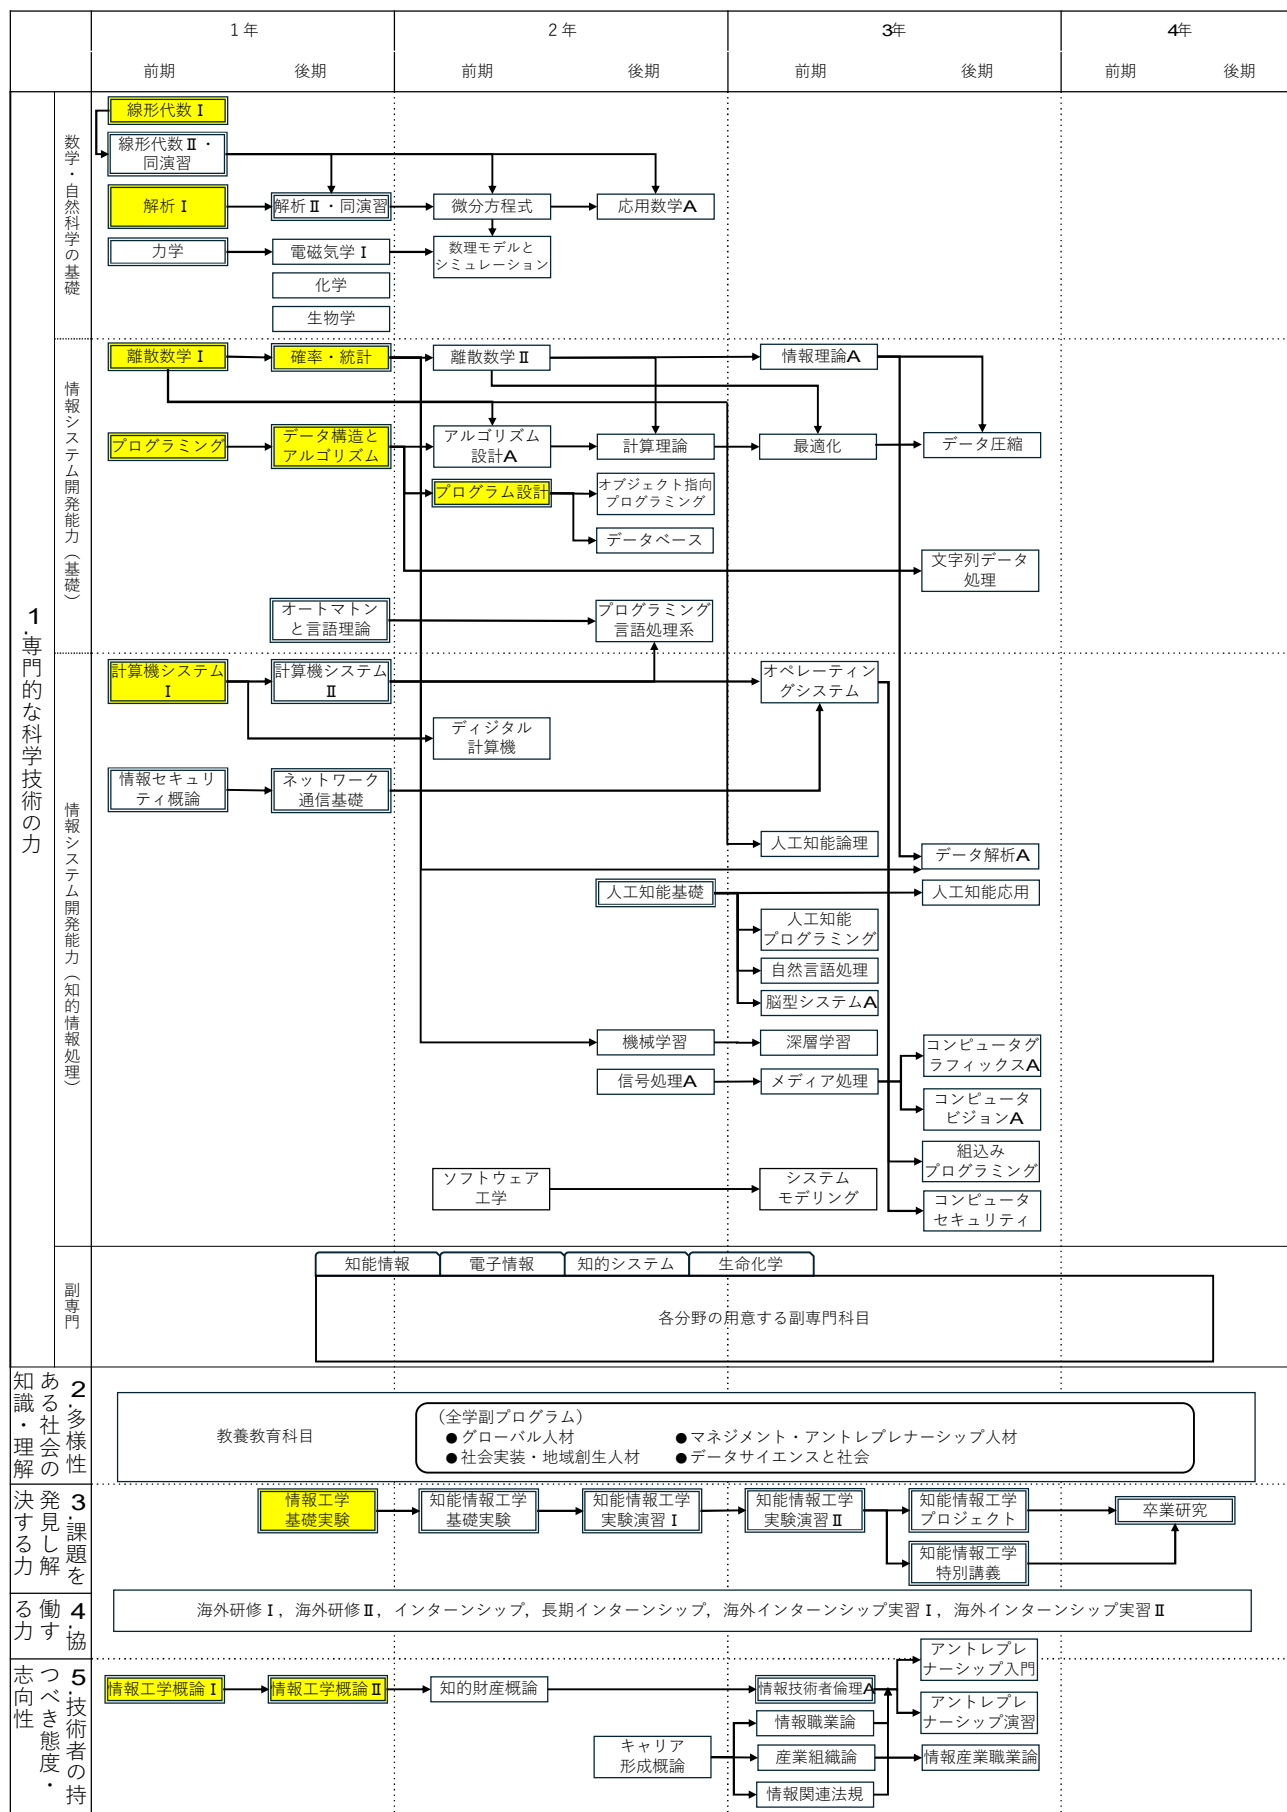 1年
2年
3年
4年
前期
後期
前期
後期
前期
後期
前期
後期
1.専門的な科学技術の力
数学・自然科学の基礎
線形代数Ⅰ
線形代数Ⅱ・
同演習
解析Ⅰ
解析Ⅱ・同演習
微分方程式
応用数学A
力学
電磁気学Ⅰ
数理モデルと
シミュレーション
化学
生物学
情報システム開発能力（基礎）
離散数学Ⅰ
確率・統計
離散数学Ⅱ
情報理論A
プログラミング
データ構造と
アルゴリズム
アルゴリズム
設計A
計算理論
最適化
データ圧縮
プログラム設計
オブジェクト指向
プログラミング
データベース
文字列データ
処理
オートマトン
と言語理論
プログラミング
言語処理系
情報システム開発能力（知的情報処理）
計算機システム
Ⅰ
計算機システム
Ⅱ
オペレーティン
グシステム
ディジタル
計算機
情報セキュリ
ティ概論
ネットワーク
通信基礎
人工知能論理
データ解析A
人工知能基礎
人工知能応用
人工知能
プログラミング
自然言語処理
脳型システムA
機械学習
深層学習
コンピュータグ
ラフィックスA
信号処理A
メディア処理
コンピュータ
ビジョンA
組込み
プログラミング
ソフトウェア
工学
システム
モデリング
コンピュータ
セキュリティ
副専門
知能情報
電子情報
知的システム
生命化学
各分野の用意する副専門科目
2.多様性
ある社会の
知識・理解
教養教育科目
（全学副プログラム）
●グローバル人材
●マネジメント・アントレプレナーシップ人材
●社会実装・地域創生人材
●データサイエンスと社会
3.課題を
発見し解
決する力
情報工学
基礎実験
知能情報工学
基礎実験
知能情報工学
実験演習Ⅰ
知能情報工学
実験演習Ⅱ
知能情報工学
プロジェクト
卒業研究
知能情報工学
特別講義
4.協
働す
る力
海外研修Ⅰ，海外研修Ⅱ，インターンシップ，長期インターンシップ，海外インターンシップ実習Ⅰ，海外インターンシップ実習Ⅱ
5.技術者の持
つべき態度・
志向性
情報工学概論Ⅰ
情報工学概論Ⅱ
知的財産概論
情報技術者倫理A
アントレプレ
ナーシップ入門
アントレプレ
ナーシップ演習
情報職業論
キャリア
形成概論
産業組織論
情報産業職業論
情報関連法規